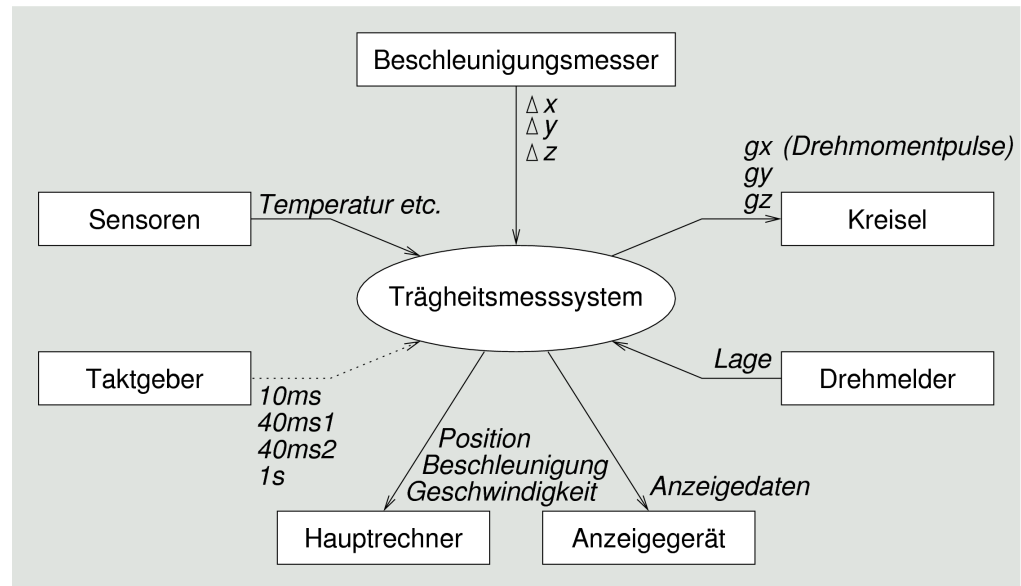 Beschleunigungsmesser
Δ x
Δ y
Δ z
gx (Drehmomentpulse)
gy
gz
Temperatur etc.
Sensoren
Kreisel
Trägheitsmesssystem
Lage
Taktgeber
Drehmelder
10ms
40ms1
40ms2
1s
Position
Beschleunigung
Geschwindigkeit
Anzeigedaten
Hauptrechner
Anzeigegerät